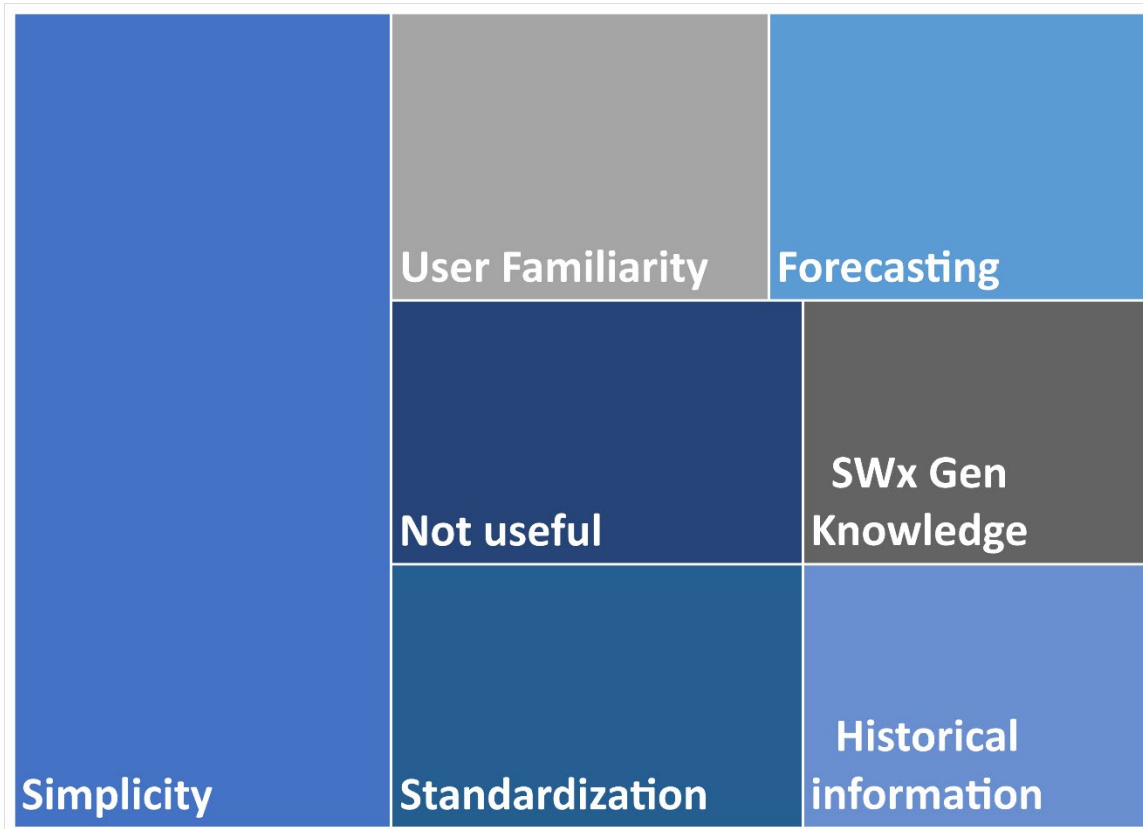 User Familiarity
Forecasting
Not useful
SWx Gen
Knowledge
Simplicity
Standardization
Historical
information